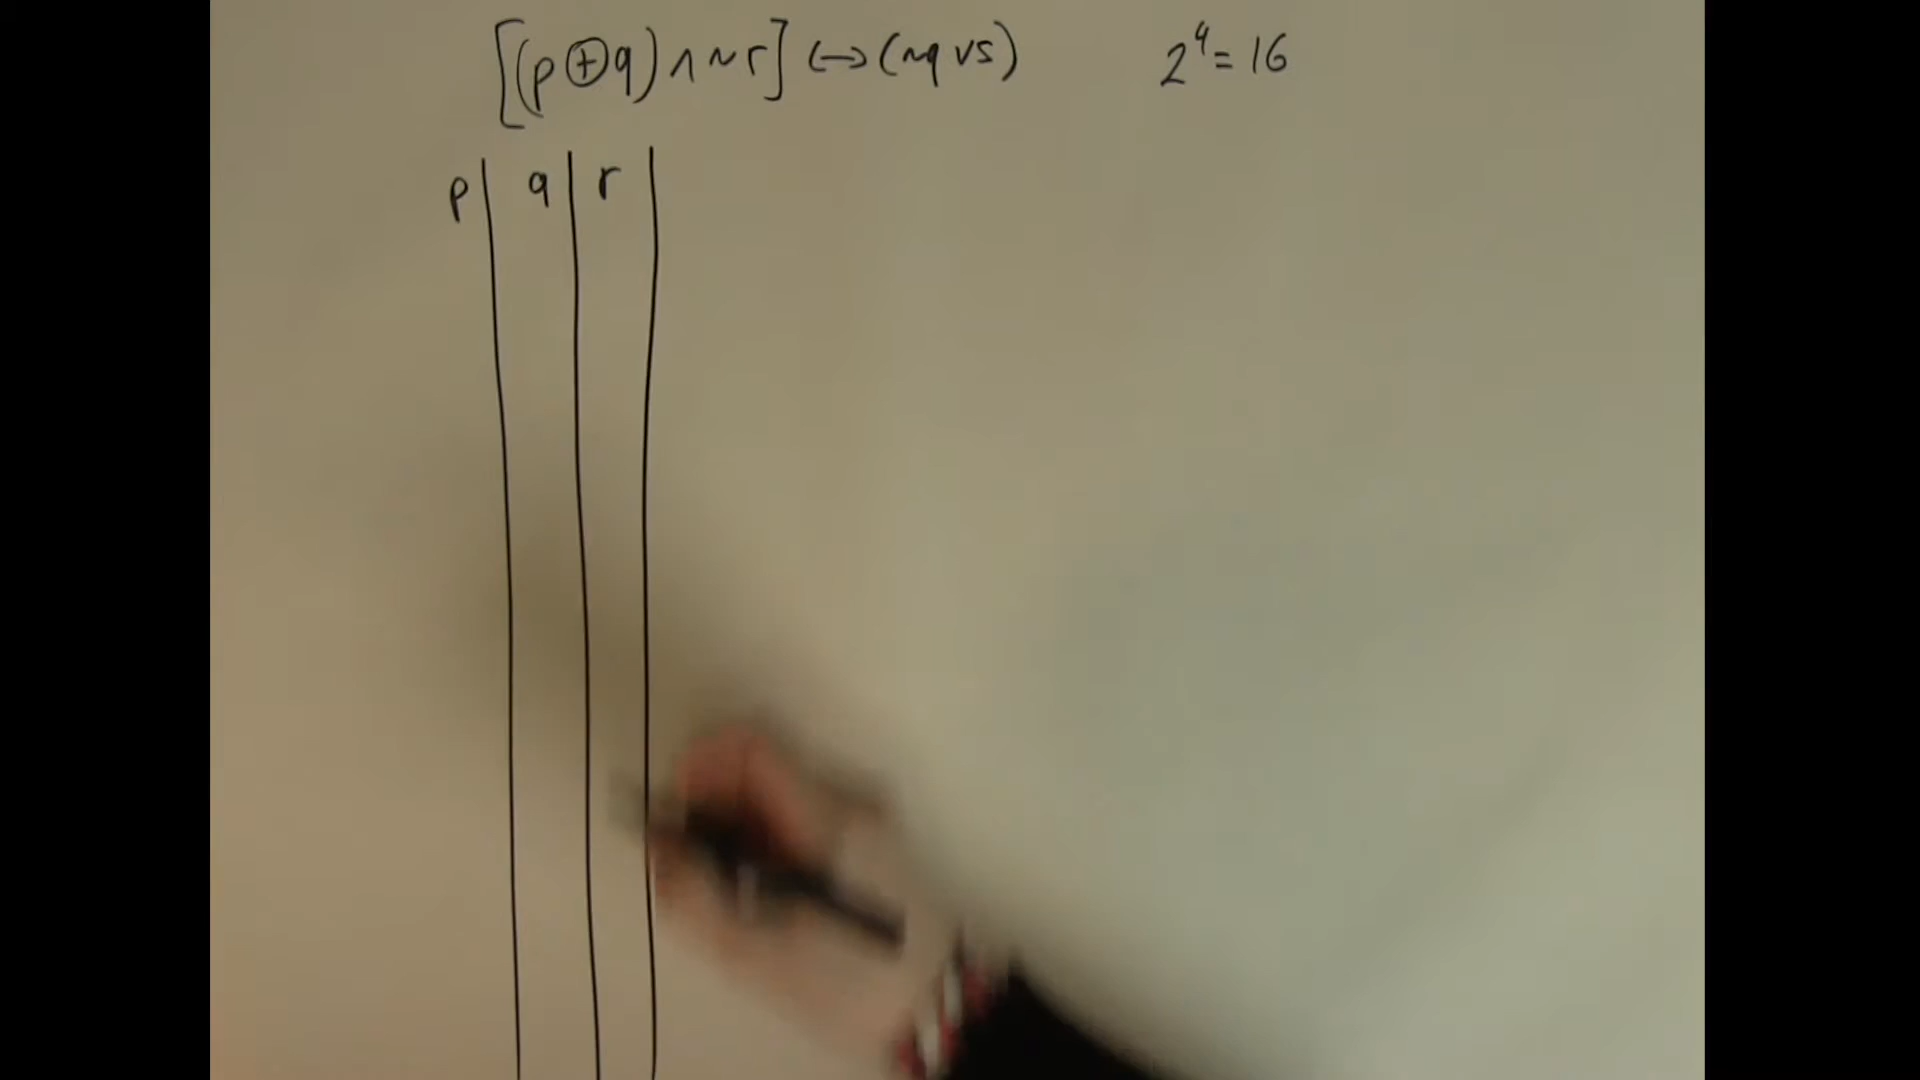 [(p ⊕ q) ∧ ~r] ↔ (~q ∨ s) 2⁴ = 16
p q r